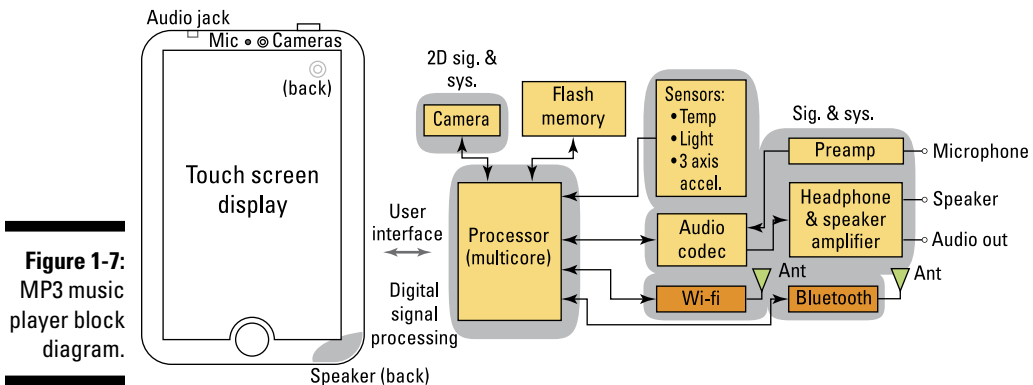 Audio jack
Mic
Cameras
(back)
Touch screen
display
Speaker (back)
Figure 1-7:
MP3 music
player block
diagram.
User
interface
Digital
signal
processing
2D sig. &
sys.
Camera
Flash
memory
Processor
(multicore)
Sensors:
• Temp
• Light
• 3 axis
accel.
Sig. & sys.
Preamp
Microphone
Headphone
& speaker
amplifier
Speaker
Audio out
Audio
codec
Wi-fi
Ant
Bluetooth
Ant